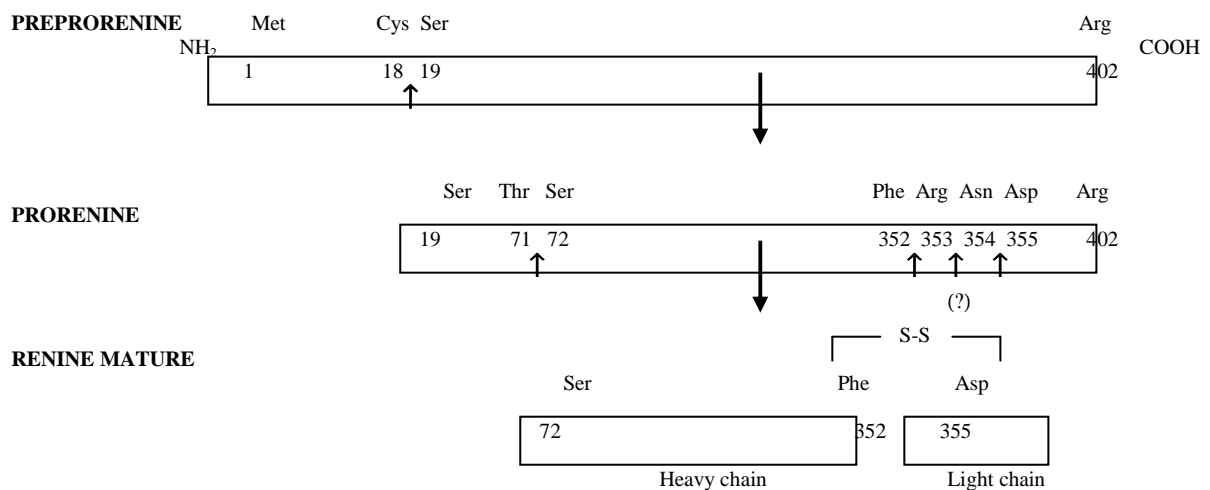 PREPRORENINE Met Cys Ser Arg
NH2 COOH
1 18 19 402
Ser Thr Ser Phe Arg Asn Asp Arg
PRORENINE
19 71 72 352 353 354 355 402
(?)
S-S
RENINE MATURE
Ser Phe Asp
72 352 355
Heavy chain Light chain